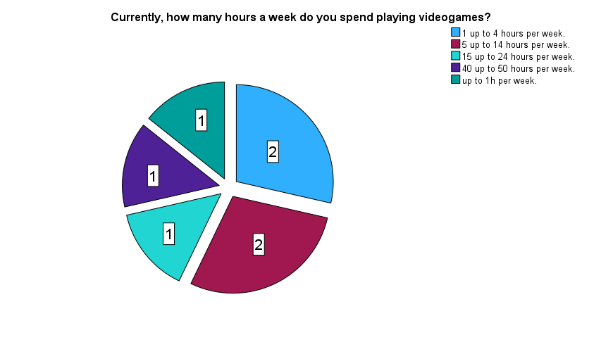 Currently, how many hours a week do you spend playing videogames?
1 up to 4 hours per week.
5 up to 14 hours per week.
15 up to 24 hours per week.
40 up to 50 hours per week.
up to 1h per week.
1
2
1
1
2